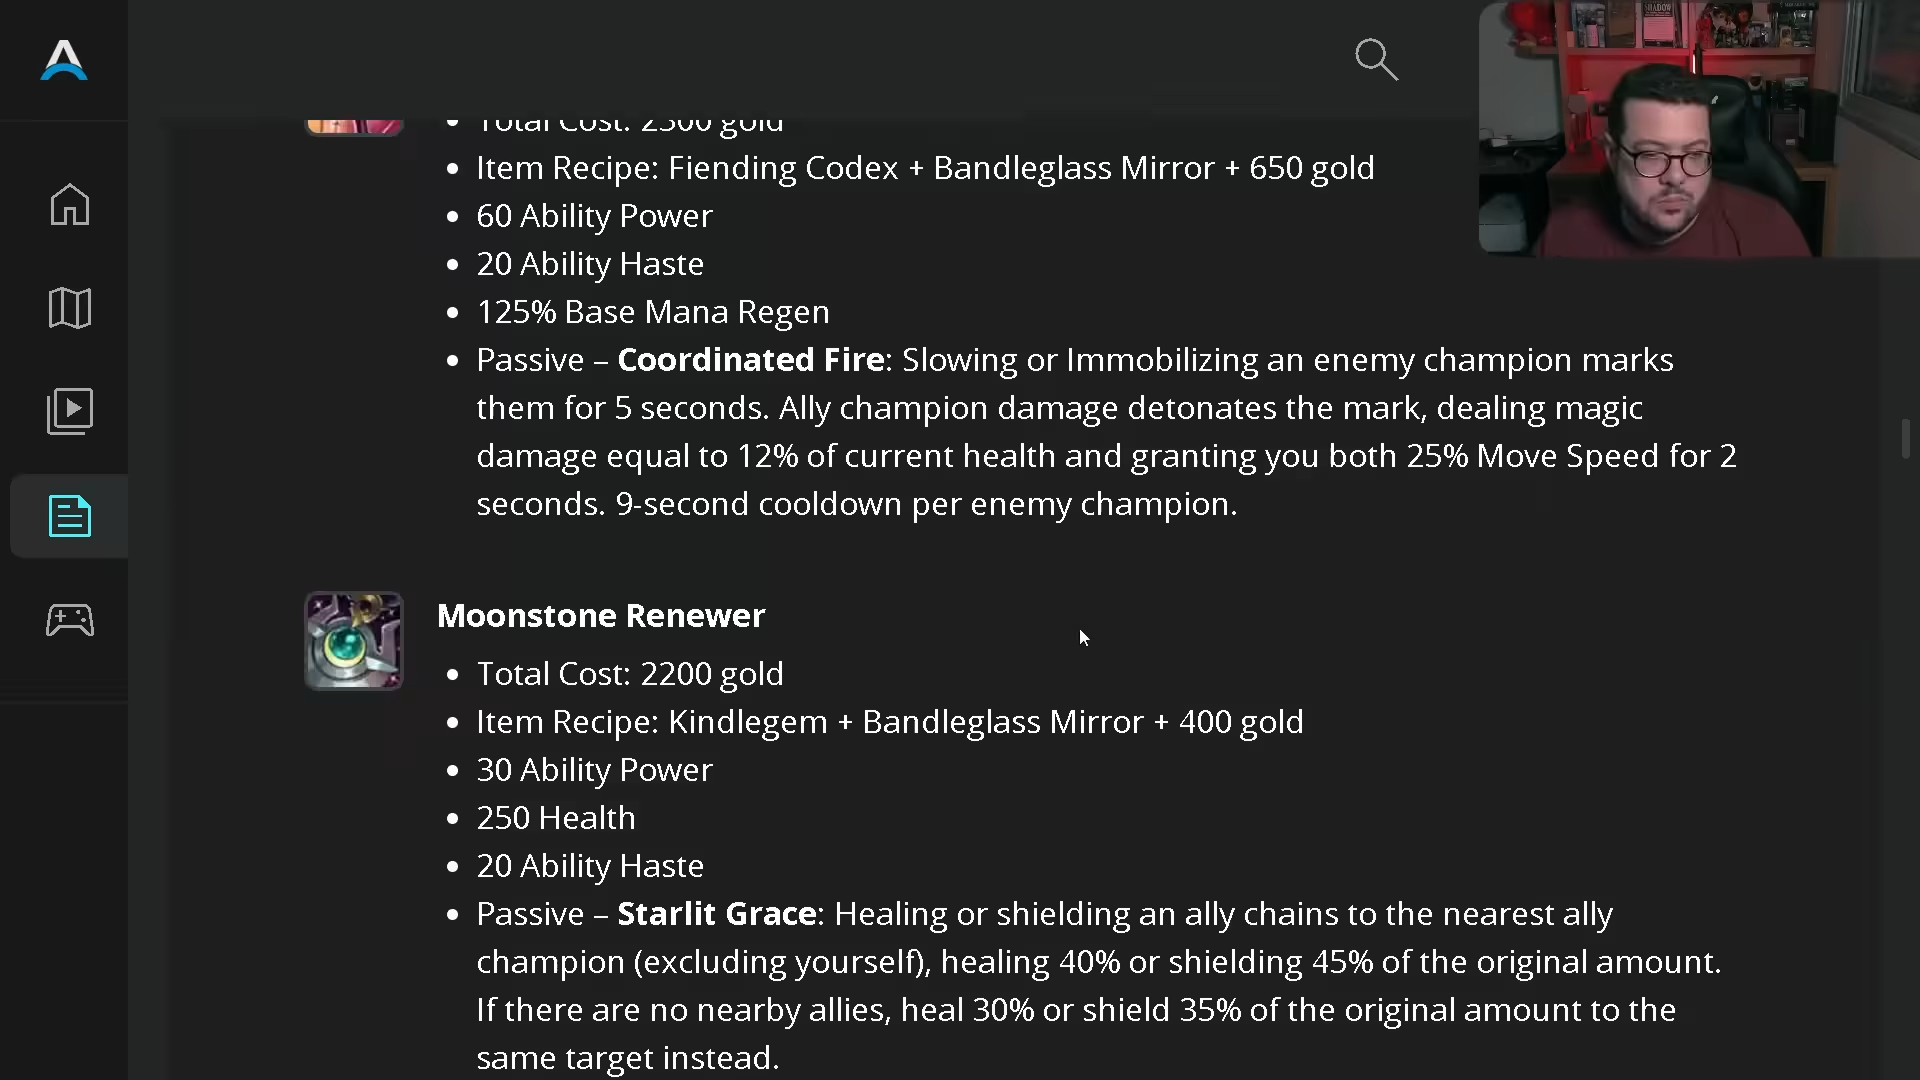 Total Cost: 2300 gold
Item Recipe: Fiending Codex + Bandleglass Mirror + 650 gold
60 Ability Power
20 Ability Haste
125% Base Mana Regen
Passive – Coordinated Fire: Slowing or Immobilizing an enemy champion marks
them for 5 seconds. Ally champion damage detonates the mark, dealing magic
damage equal to 12% of current health and granting you both 25% Move Speed for 2
seconds. 9-second cooldown per enemy champion.
Moonstone Renewer
Total Cost: 2200 gold
Item Recipe: Kindlegem + Bandleglass Mirror + 400 gold
30 Ability Power
250 Health
20 Ability Haste
Passive – Starlit Grace: Healing or shielding an ally chains to the nearest ally
champion (excluding yourself), healing 40% or shielding 45% of the original amount.
If there are no nearby allies, heal 30% or shield 35% of the original amount to the
same target instead.